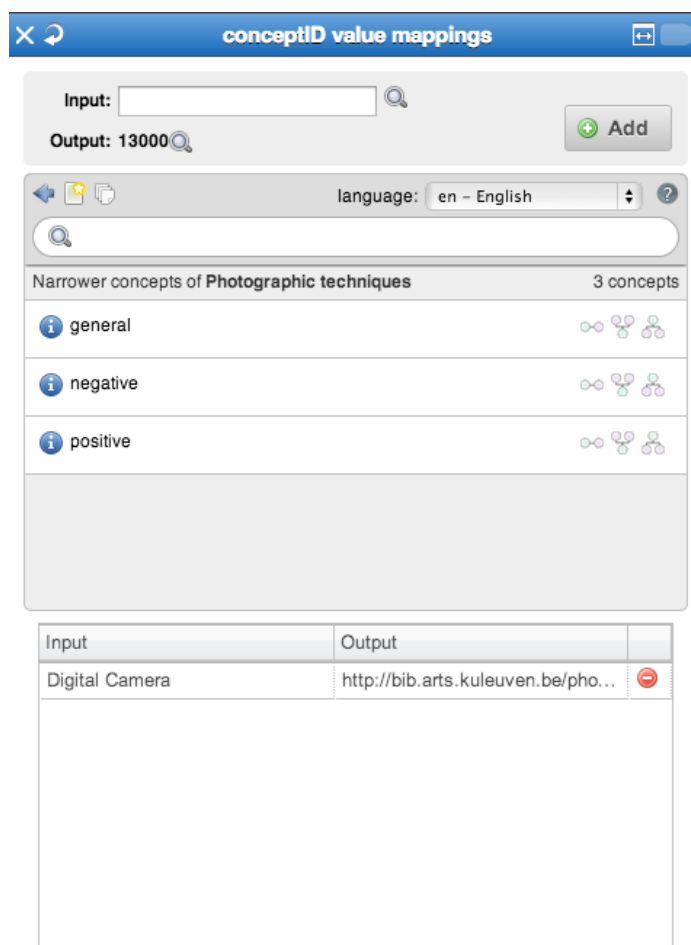 conceptID value mappings
Input:
Output: 13000
Add
language: en – English
Narrower concepts of Photographic techniques 3 concepts
general
negative
positive
Input Output
Digital Camera http://bib.arts.kuleuven.be/pho...